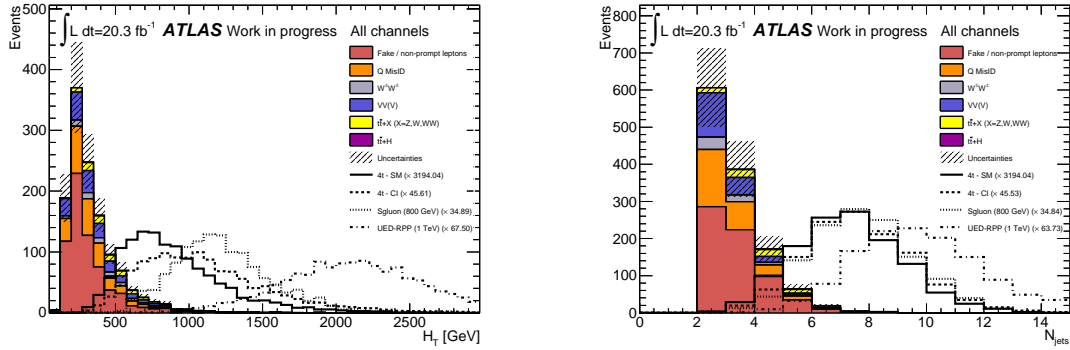 Events
∫ L dt=20.3 fb⁻¹ ATLAS Work in progress All channels
Fake / non-prompt leptons
Q MisID
W±W±
VV(V)
tt̄+X (X=Z,W,WW)
tt̄+H
Uncertainties
4t - SM (× 3194.04)
4t - CI (× 45.61)
Sgluon (800 GeV) (× 34.89)
UED-RPP (1 TeV) (× 67.50)
500
400
300
200
100
0
500 1000 1500 2000 2500
H_T [GeV]
Events
∫ L dt=20.3 fb⁻¹ ATLAS Work in progress All channels
Fake / non-prompt leptons
Q MisID
W±W±
VV(V)
tt̄+X (X=Z,W,WW)
tt̄+H
Uncertainties
4t - SM (× 3194.04)
4t - CI (× 45.53)
Sgluon (800 GeV) (× 34.84)
UED-RPP (1 TeV) (× 63.73)
800
700
600
500
400
300
200
100
0
0 2 4 6 8 10 12 14
N_jets